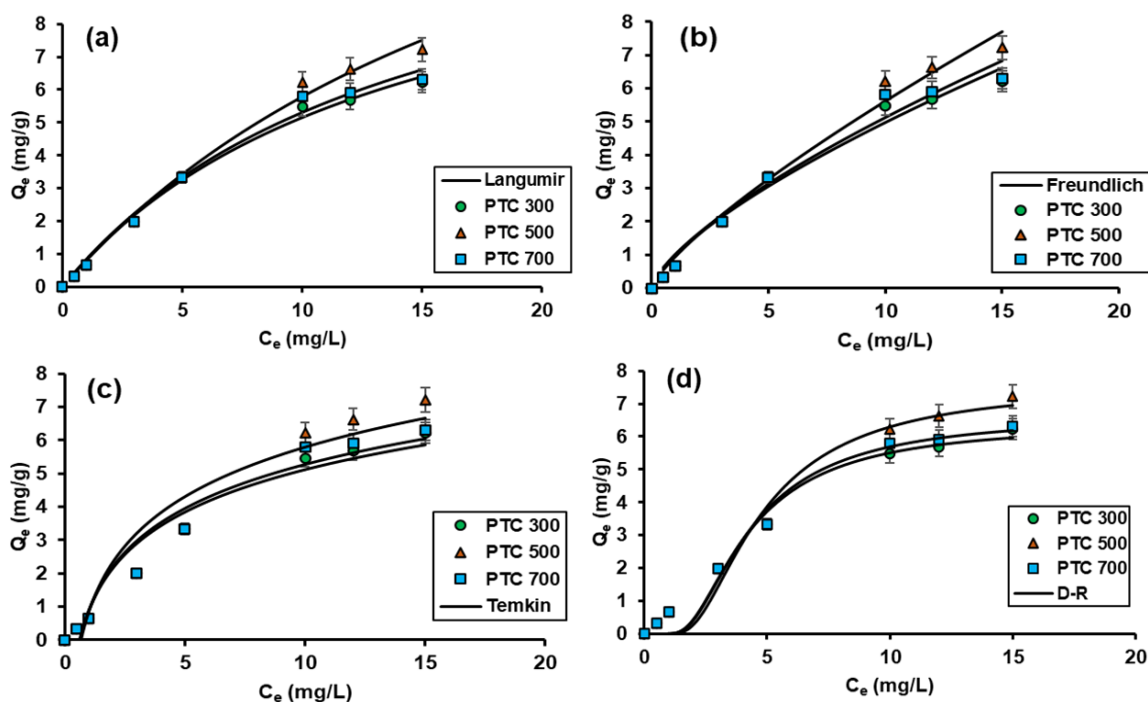 (a)
8
7
6
5
4
3
2
1
0
Qe (mg/g)
0 5 10 15 20
Ce (mg/L)
Langumir
PTC 300
PTC 500
PTC 700
(b)
8
7
6
5
4
3
2
1
0
Qe (mg/g)
0 5 10 15 20
Ce (mg/L)
Freundlich
PTC 300
PTC 500
PTC 700
(c)
8
7
6
5
4
3
2
1
0
Qe (mg/g)
0 5 10 15 20
Ce (mg/L)
PTC 300
PTC 500
PTC 700
Temkin
(d)
8
7
6
5
4
3
2
1
0
Qe (mg/g)
0 5 10 15 20
Ce (mg/L)
PTC 300
PTC 500
PTC 700
D-R